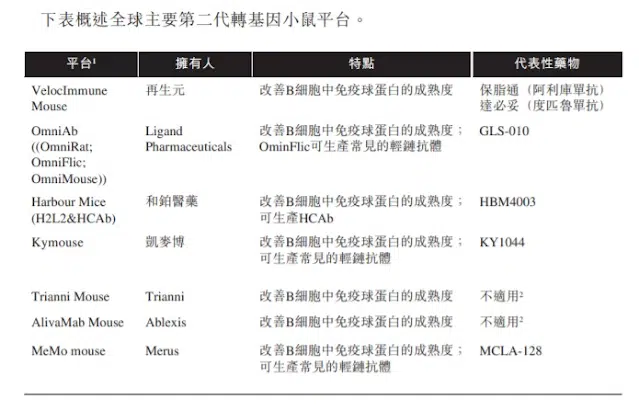 下表概述全球主要第二代轉基因小鼠平台。
平台¹ 擁有人 特點 代表性藥物
VelocImmune Mouse 再生元 改善B細胞中免疫球蛋白的成熟度 保脂通（阿利庫單抗） 達必妥（度匹魯單抗）
OmniAb ((OmniRat; OmniFlic; OmniMouse)) Ligand Pharmaceuticals 改善B細胞中免疫球蛋白的成熟度； OminFlic可生產常見的輕鏈抗體 GLS-010
Harbour Mice (H2L2&HCAb) 和鉑醫藥 改善B細胞中免疫球蛋白的成熟度； 可生產HCAb HBM4003
Kymouse 凱麥博 改善B細胞中免疫球蛋白的成熟度； 可生產常見的輕鏈抗體 KY1044
Trianni Mouse Trianni 改善B細胞中免疫球蛋白的成熟度 不適用²
AlivaMab Mouse Ablexis 改善B細胞中免疫球蛋白的成熟度 不適用²
MeMo mouse Merus 改善B細胞中免疫球蛋白的成熟度； 可生產常見的輕鏈抗體 MCLA-128